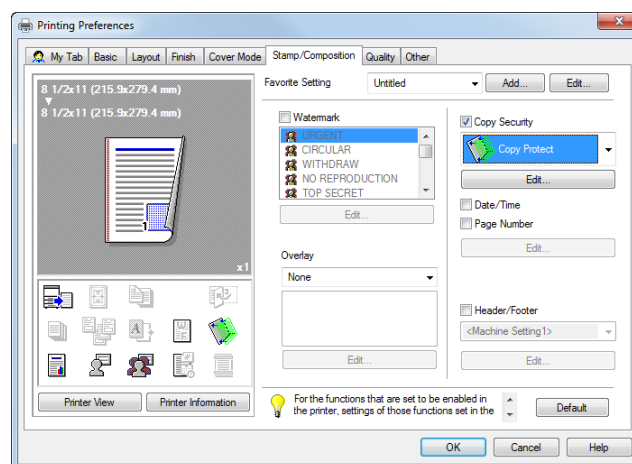 Printing Preferences
My Tab Basic Layout Finish Cover Mode Stamp/Composition Quality Other
8 1/2x11 (215.9x279.4 mm)
8 1/2x11 (215.9x279.4 mm)
x1
Printer View Printer Information
Favorite Setting Untitled Add... Edit...
Watermark
URGENT
CIRCULAR
WITHDRAW
NO REPRODUCTION
TOP SECRET
Edit...
Overlay
None
Edit...
Copy Security
Copy Protect
Edit...
Date/Time
Page Number
Edit...
Header/Footer
<Machine Setting1>
Edit...
For the functions that are set to be enabled in
the printer, settings of those functions set in the
Default
OK Cancel Help